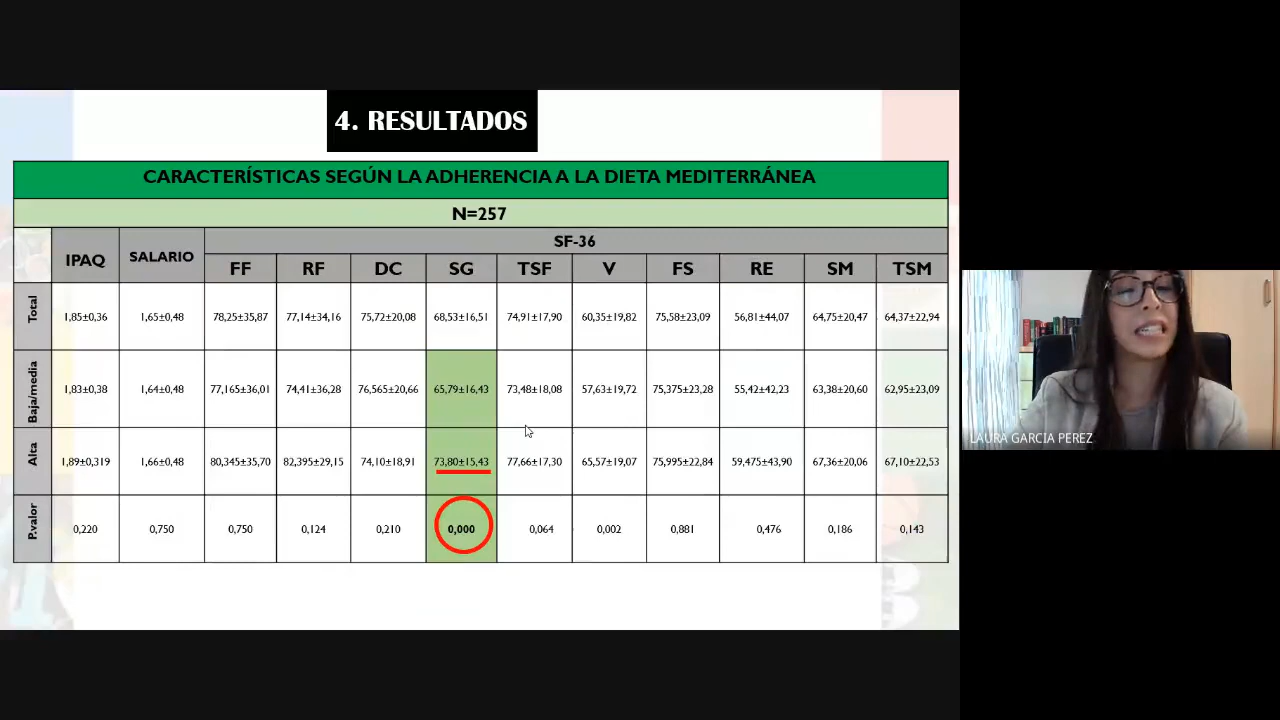 4. RESULTADOS
CARACTERÍSTICAS SEGÚN LA ADHERENCIA A LA DIETA MEDITERRÁNEA
N=257
IPAQ SALARIO SF-36
FF RF DC SG TSF V FS RE SM TSM
Total 1,85±0,36 1,65±0,48 78,25±35,87 77,14±34,16 75,72±20,08 68,53±16,51 74,91±17,90 60,35±19,82 75,58±23,09 56,81±44,07 64,75±20,47 64,37±22,94
Baja/media 1,83±0,38 1,64±0,48 77,165±36,01 74,41±36,28 76,565±20,66 65,79±16,43 73,48±18,08 57,63±19,72 75,375±23,28 55,42±42,23 63,38±20,60 62,95±23,09
Alta 1,89±0,319 1,66±0,48 80,345±35,70 82,395±29,15 74,10±18,91 73,80±15,43 77,66±17,30 65,57±19,07 75,995±22,84 59,475±43,90 67,36±20,06 67,10±22,53
P.valor 0,220 0,750 0,750 0,124 0,210 0,000 0,064 0,002 0,881 0,476 0,186 0,143
LAURA GARCIA PEREZ